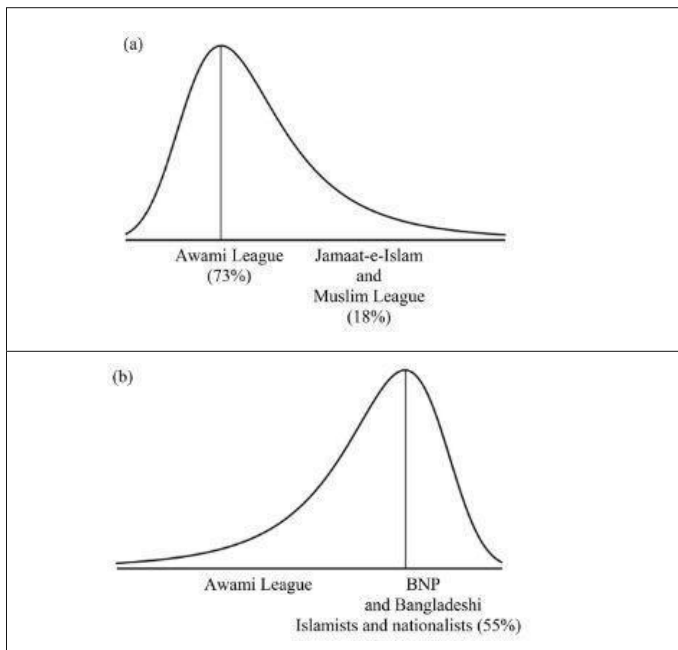 (a)
Awami League
(73%)
Jamaat-e-Islam
and
Muslim League
(18%)
(b)
Awami League
BNP
and Bangladeshi
Islamists and nationalists (55%)